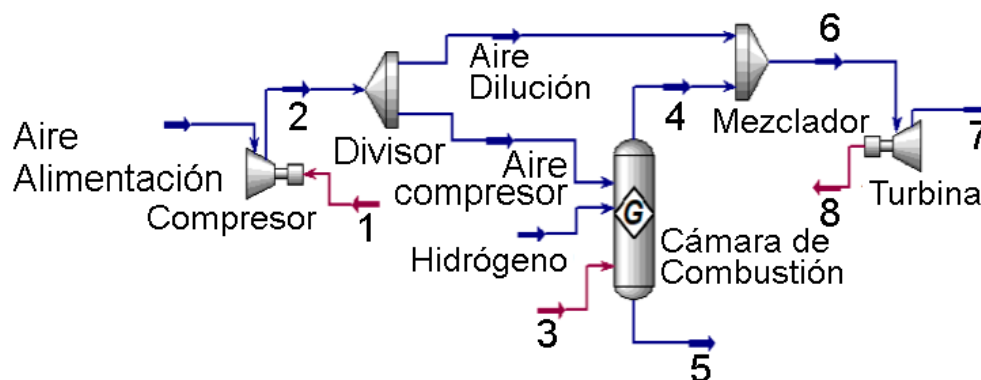 6
Aire
Dilución
2
4
Mezclador
7
Aire
Alimentación
Divisor
Aire
compresor
Turbina
Compresor
1
8
G
Hidrógeno
Cámara de
Combustión
3
5